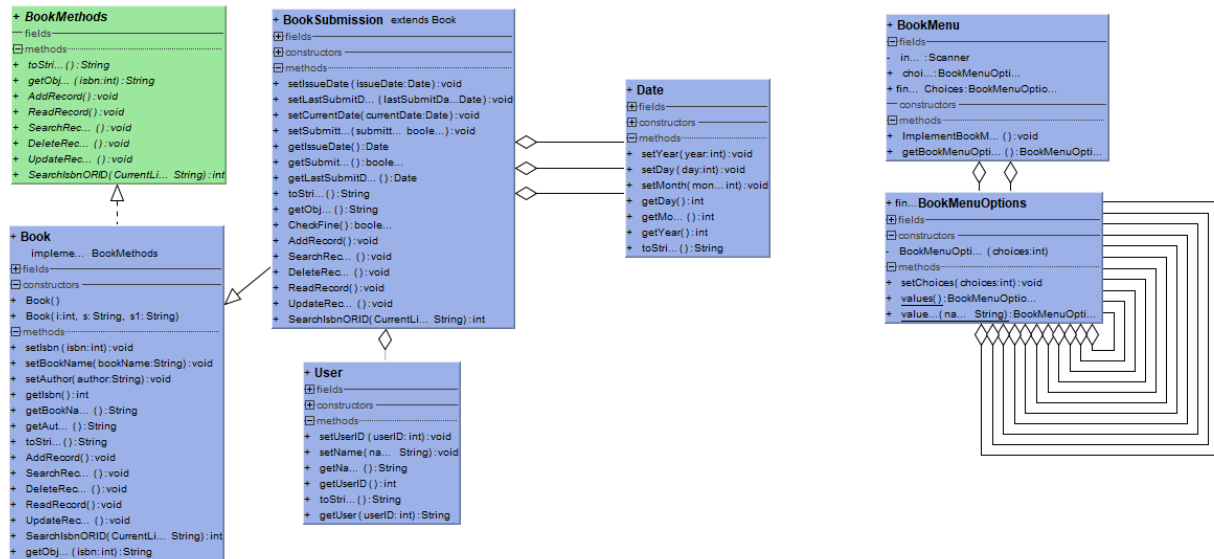 + BookMethods
fields
methods
+ toStri... ():String
+ getObj... (isbn:int):String
+ AddRecord():void
+ ReadRecord():void
+ SearchRec... ():void
+ DeleteRec... ():void
+ UpdateRec... ():void
+ SearchIsbnORID(CurrentLi... String):int
+ Book
impleme... BookMethods
fields
constructors
+ Book()
+ Book(i:int, s:String, s1:String)
methods
+ setIsbn(isbn:int):void
+ setBookName(bookName:String):void
+ setAuthor(author:String):void
+ getIsbn():int
+ getBookNa... ():String
+ getAut... ():String
+ toStri... ():String
+ AddRecord():void
+ SearchRec... ():void
+ DeleteRec... ():void
+ ReadRecord():void
+ UpdateRec... ():void
+ SearchIsbnORID(CurrentLi... String):int
+ getObj... (isbn:int):String
+ BookSubmission extends Book
fields
constructors
methods
+ setIssueDate(issueDate:Date):void
+ setLastSubmitD... (lastSubmitDa...Date):void
+ setCurrentDate(currentDate:Date):void
+ setSubmitt...(submitt... boole...):void
+ getIssueDate():Date
+ getSubmit... ():boole...
+ getLastSubmitD... ():Date
+ toStri... ():String
+ getObj... ():String
+ CheckFine():boole...
+ AddRecord():void
+ SearchRec... ():void
+ DeleteRec... ():void
+ ReadRecord():void
+ UpdateRec... ():void
+ SearchIsbnORID(CurrentLi... String):int
+ User
fields
constructors
methods
+ setUserID(userID:int):void
+ setName(na... String):void
+ getNa... ():String
+ getUserID():int
+ toStri... ():String
+ getUser(userID:int):String
+ Date
fields
constructors
methods
+ setYear(year:int):void
+ setDay(day:int):void
+ setMonth(mon... int):void
+ getDay():int
+ getMo... ():int
+ getYear():int
+ toStri... ():String
+ BookMenu
fields
- in... :Scanner
+ choi...:BookMenuOpti...
+ fin... Choices:BookMenuOptio...
constructors
methods
+ ImplementBookM... ():void
+ getBookMenuOpti... ():BookMenuOpti...
+ fin...BookMenuOptions
fields
constructors
- BookMenuOpti... (choices:int)
methods
+ setChoices(choices:int):void
+ values():BookMenuOptio...
+ value...(na... String):BookMenuOpti...